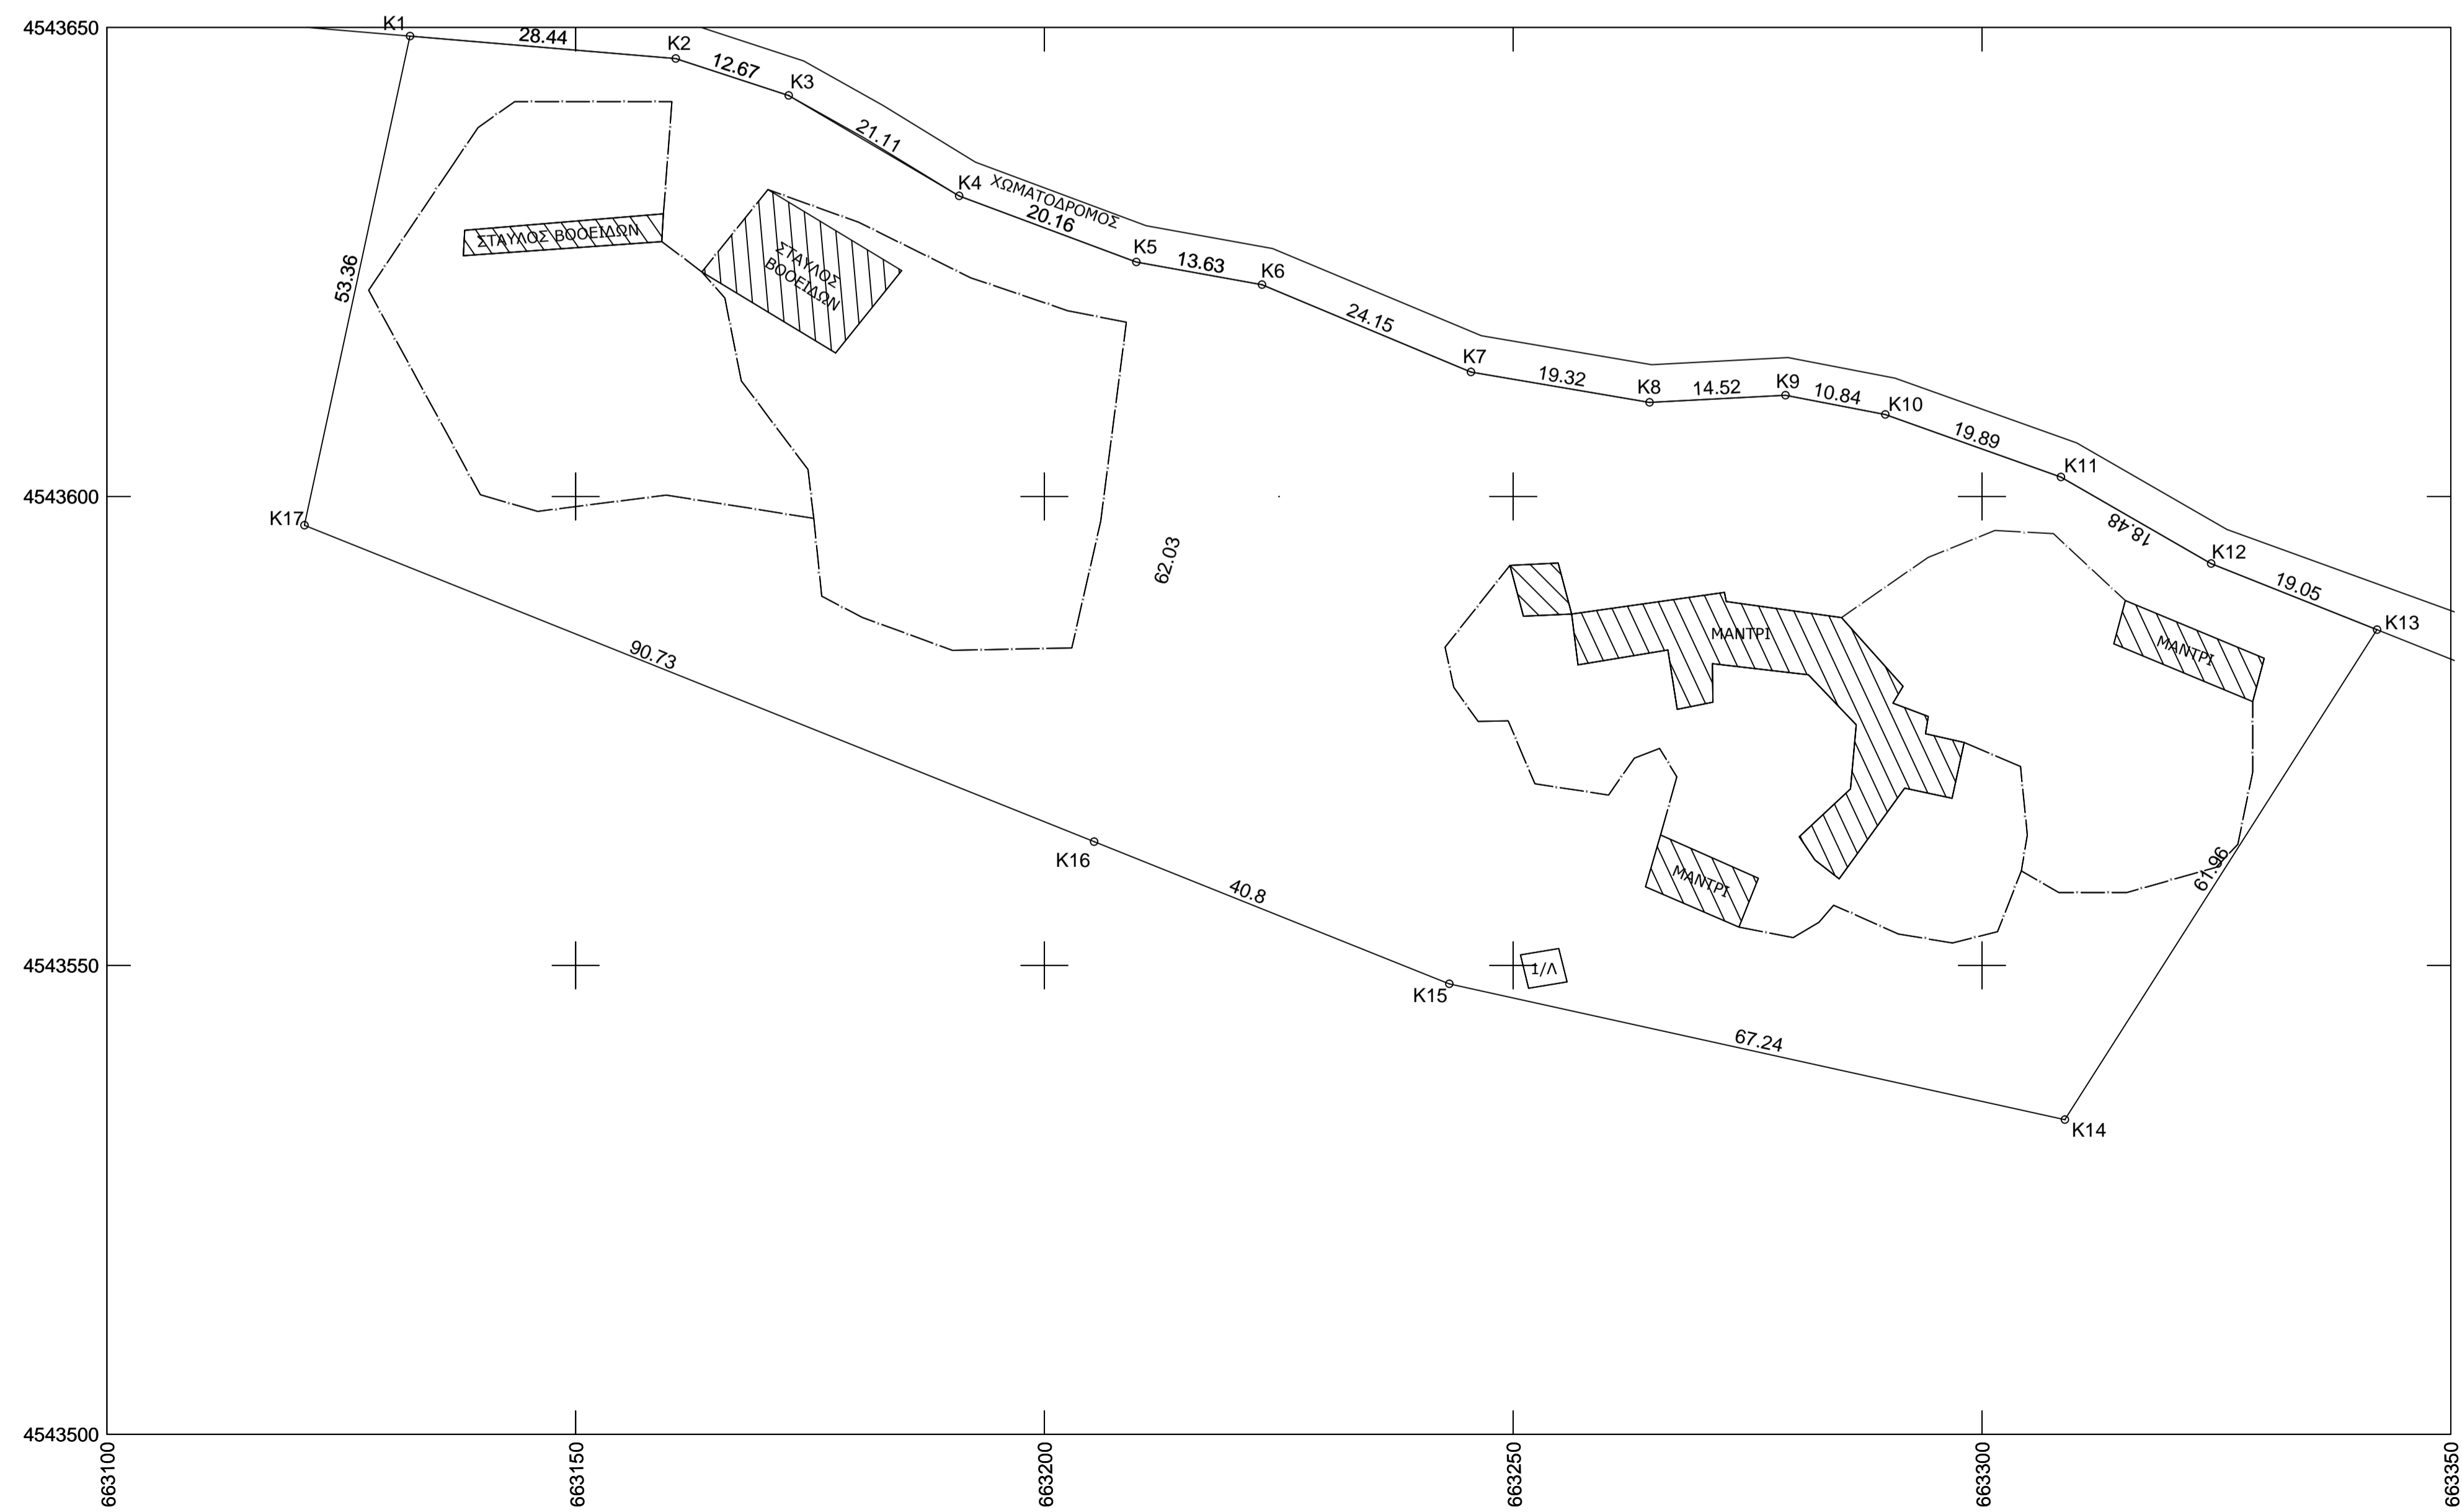 4543650
K1
28.44
K2
12.67
K3
21.11
K4
ΧΩΜΑΤΟΔΡΟΜΟΣ
20.16
K5
13.63
K6
24.15
K7
19.32
K8
14.52
K9
10.84
K10
19.89
K11
18.48
K12
19.05
K13
ΣΤΑΥΛΟΣ ΒΟΟΕΙΔΩΝ
ΣΤΑΥΛΟΣ
ΒΟΟΕΙΔΩΝ
53.36
4543600
K17
62.03
90.73
ΜΑΝΤΡΙ
ΜΑΝΤΡΙ
K16
40.8
ΜΑΝΤΡΙ
61.96
4543550
1/Λ
K15
67.24
K14
4543500
663100
663150
663200
663250
663300
663350